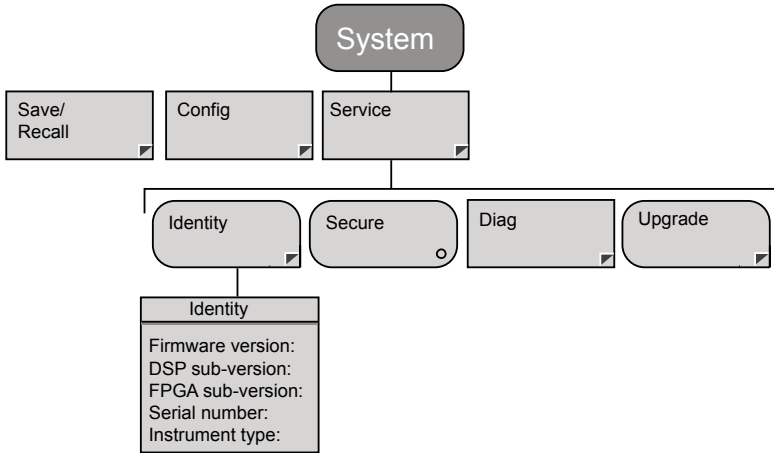 System
Save/
Recall
Config
Service
Identity
Secure
Diag
Upgrade
Identity
Firmware version:
DSP sub-version:
FPGA sub-version:
Serial number:
Instrument type: